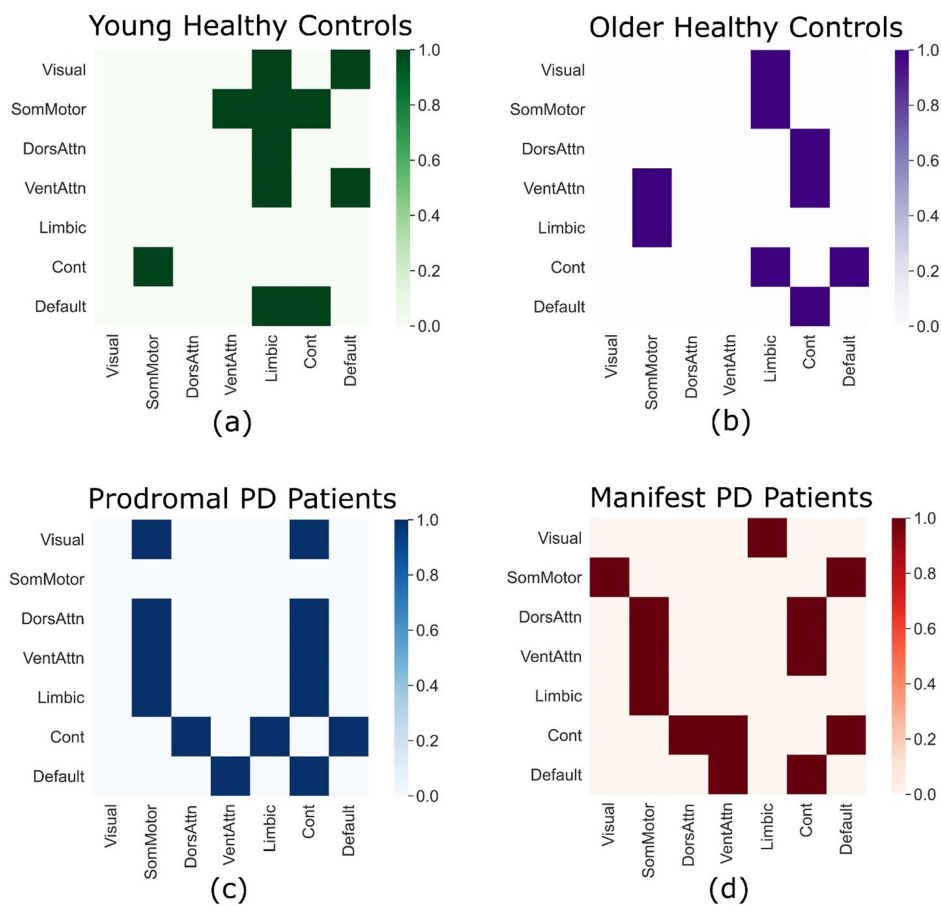 Young Healthy Controls
Older Healthy Controls
Visual
SomMotor
DorsAttn
VentAttn
Limbic
Cont
Default
1.0
0.8
0.6
0.4
0.2
0.0
Visual
SomMotor
DorsAttn
VentAttn
Limbic
Cont
Default
(a)
Visual
SomMotor
DorsAttn
VentAttn
Limbic
Cont
Default
1.0
0.8
0.6
0.4
0.2
0.0
Visual
SomMotor
DorsAttn
VentAttn
Limbic
Cont
Default
(b)
Prodromal PD Patients
Manifest PD Patients
Visual
SomMotor
DorsAttn
VentAttn
Limbic
Cont
Default
1.0
0.8
0.6
0.4
0.2
0.0
Visual
SomMotor
DorsAttn
VentAttn
Limbic
Cont
Default
(c)
Visual
SomMotor
DorsAttn
VentAttn
Limbic
Cont
Default
1.0
0.8
0.6
0.4
0.2
0.0
Visual
SomMotor
DorsAttn
VentAttn
Limbic
Cont
Default
(d)